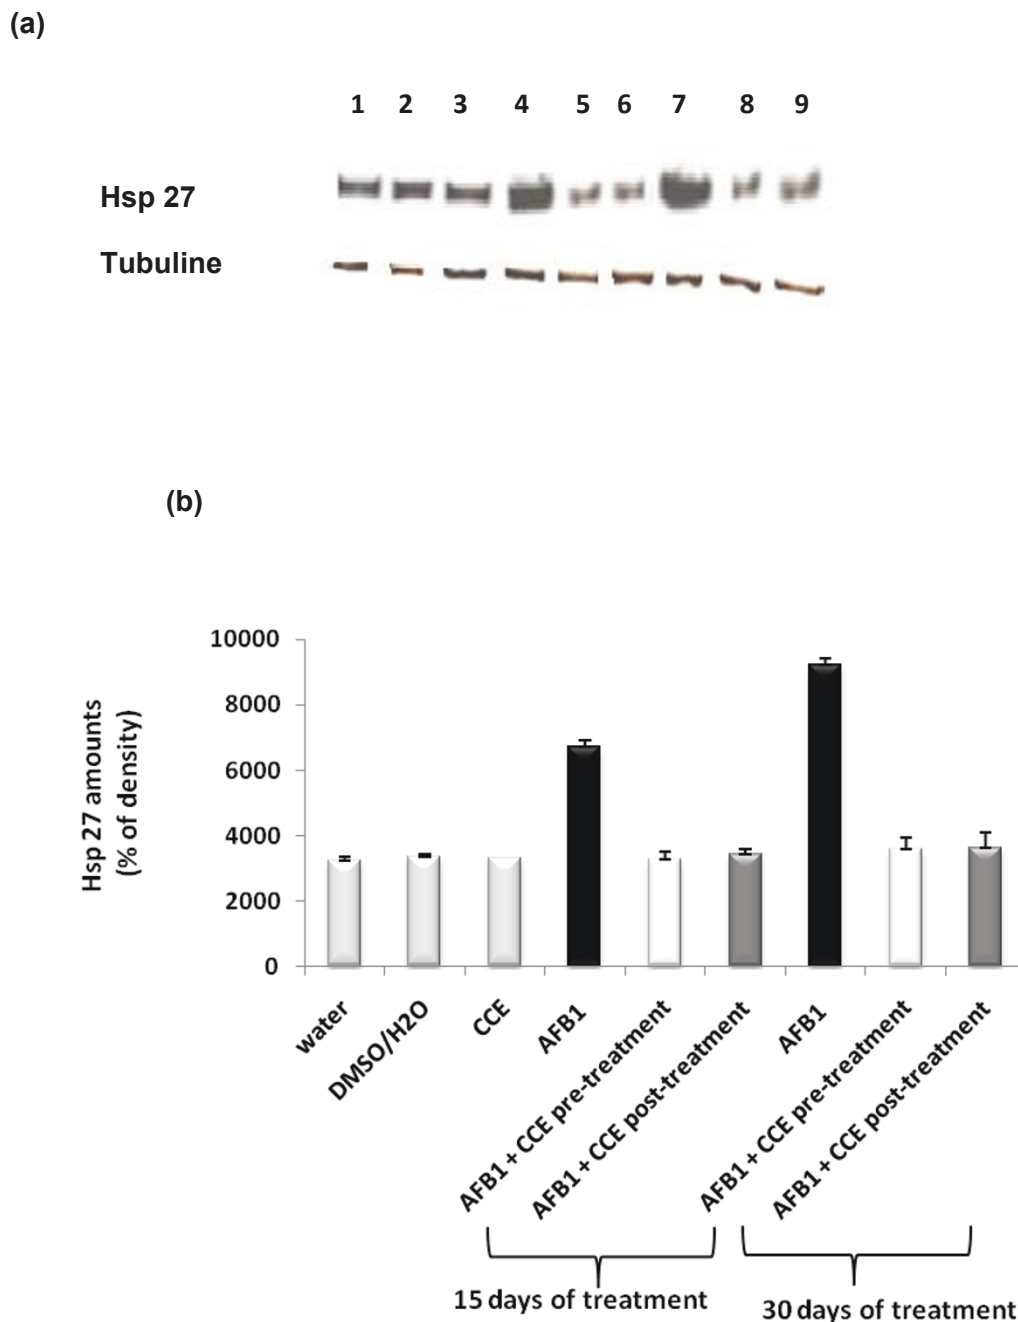 (a)
1 2 3 4 5 6 7 8 9
Hsp 27
Tubuline
(b)
Hsp 27 amounts
(% of density)
10000
8000
6000
4000
2000
0
water
DMSO/H2O
CCE
AFB1
AFB1 + CCE pre-treatment
AFB1 + CCE post-treatment
AFB1
AFB1 + CCE pre-treatment
AFB1 + CCE post-treatment
15 days of treatment
30 days of treatment